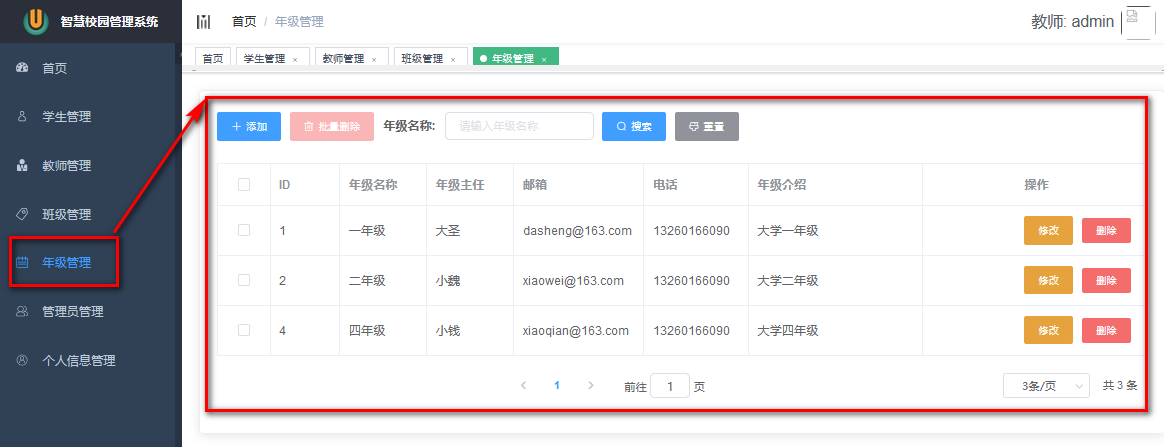 智慧校园管理系统
首页 / 年级管理
教师: admin
首页 学生管理 × 教师管理 × 班级管理 × 年级管理 ×
首页
学生管理
教师管理
班级管理
年级管理
管理员管理
个人信息管理
添加 批量删除 年级名称: 请输入年级名称 搜索 重置
ID 年级名称 年级主任 邮箱 电话 年级介绍 操作
1 一年级 大圣 dasheng@163.com 13260166090 大学一年级 修改 删除
2 二年级 小魏 xiaowei@163.com 13260166090 大学二年级 修改 删除
4 四年级 小钱 xiaoqian@163.com 13260166090 大学四年级 修改 删除
1 前往 1 页 3条/页 共 3 条